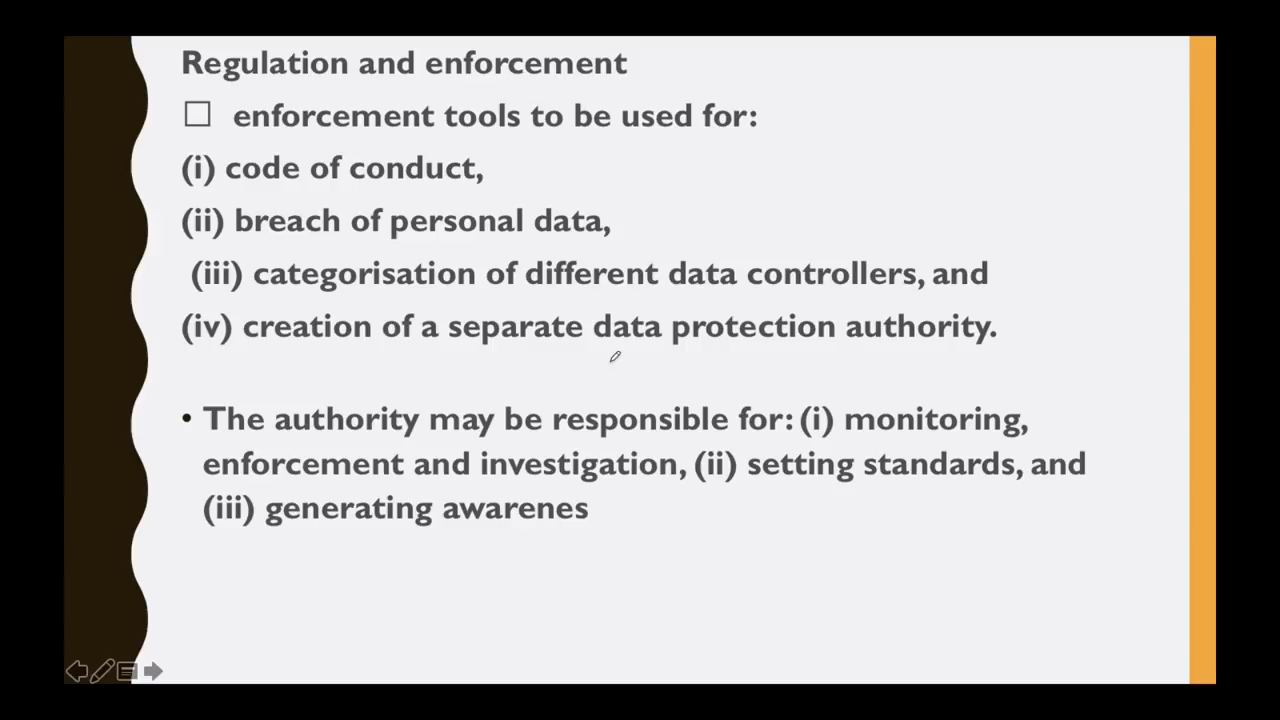 Regulation and enforcement
☐ enforcement tools to be used for:
(i) code of conduct,
(ii) breach of personal data,
(iii) categorisation of different data controllers, and
(iv) creation of a separate data protection authority.
• The authority may be responsible for: (i) monitoring,
enforcement and investigation, (ii) setting standards, and
(iii) generating awarenes